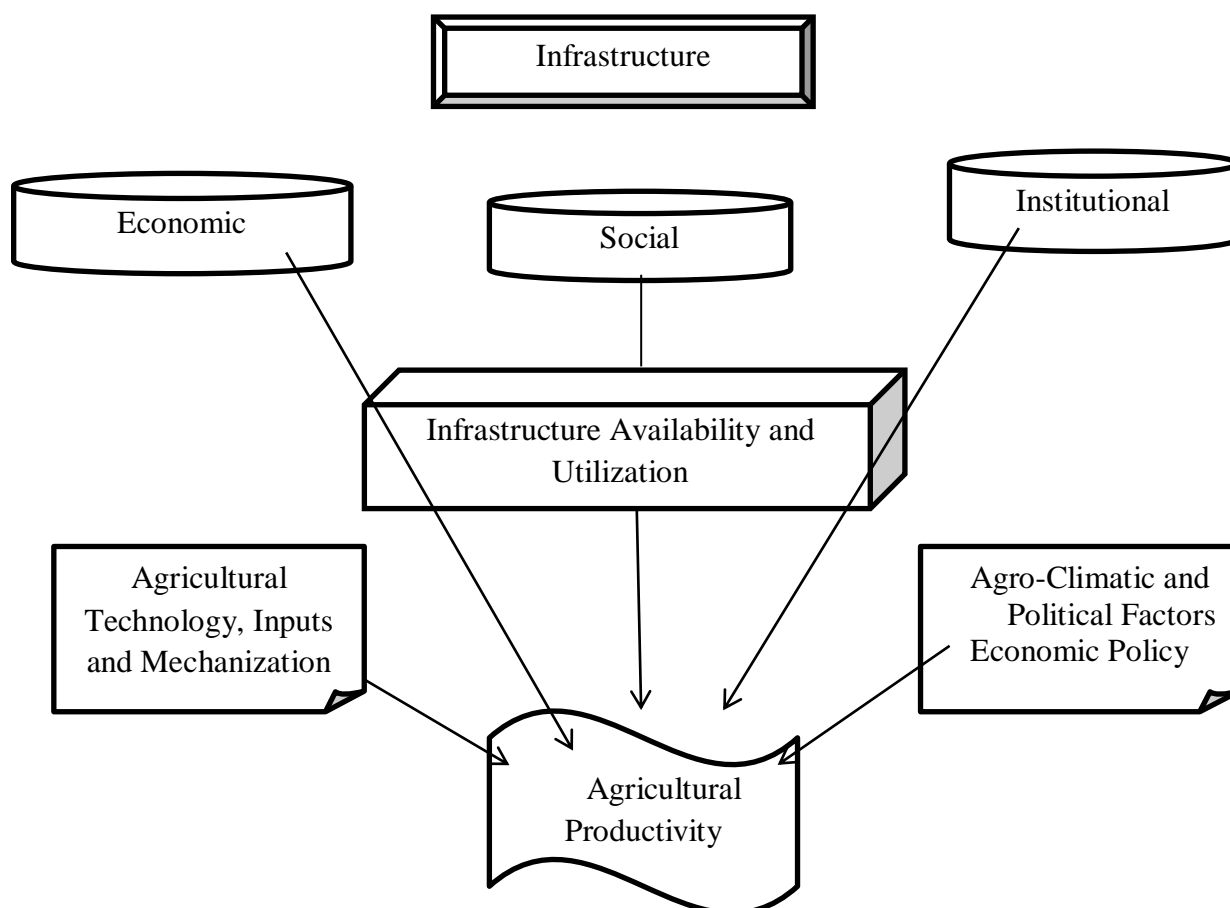 Infrastructure
Economic
Social
Institutional
Infrastructure Availability and
Utilization
Agricultural
Technology, Inputs
and Mechanization
Agro-Climatic and
Political Factors
Economic Policy
Agricultural
Productivity